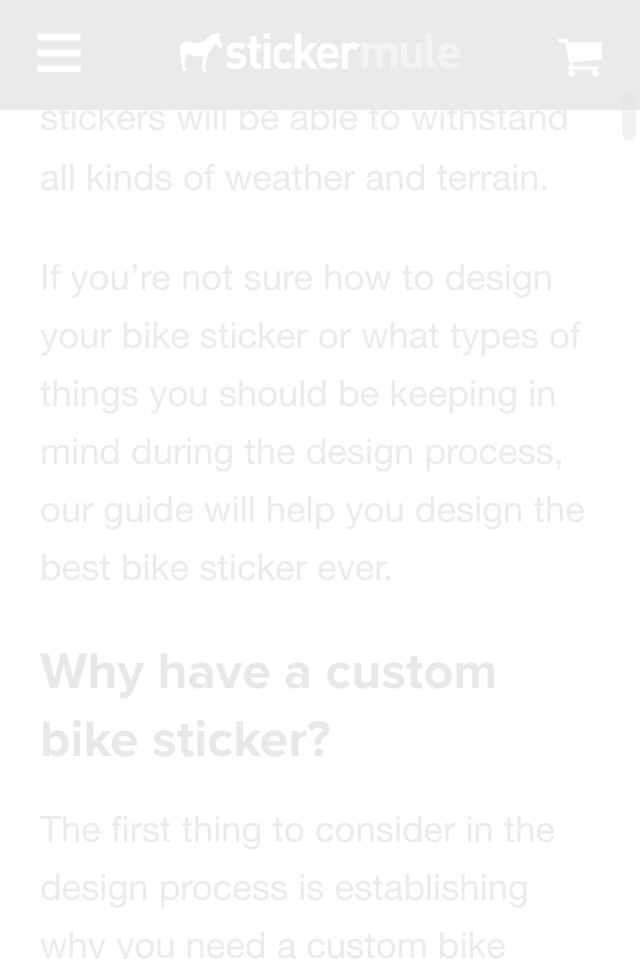 stickermule
stickers will be able to withstand
all kinds of weather and terrain.
If you’re not sure how to design
your bike sticker or what types of
things you should be keeping in
mind during the design process,
our guide will help you design the
best bike sticker ever.
Why have a custom
bike sticker?
The first thing to consider in the
design process is establishing
why you need a custom bike